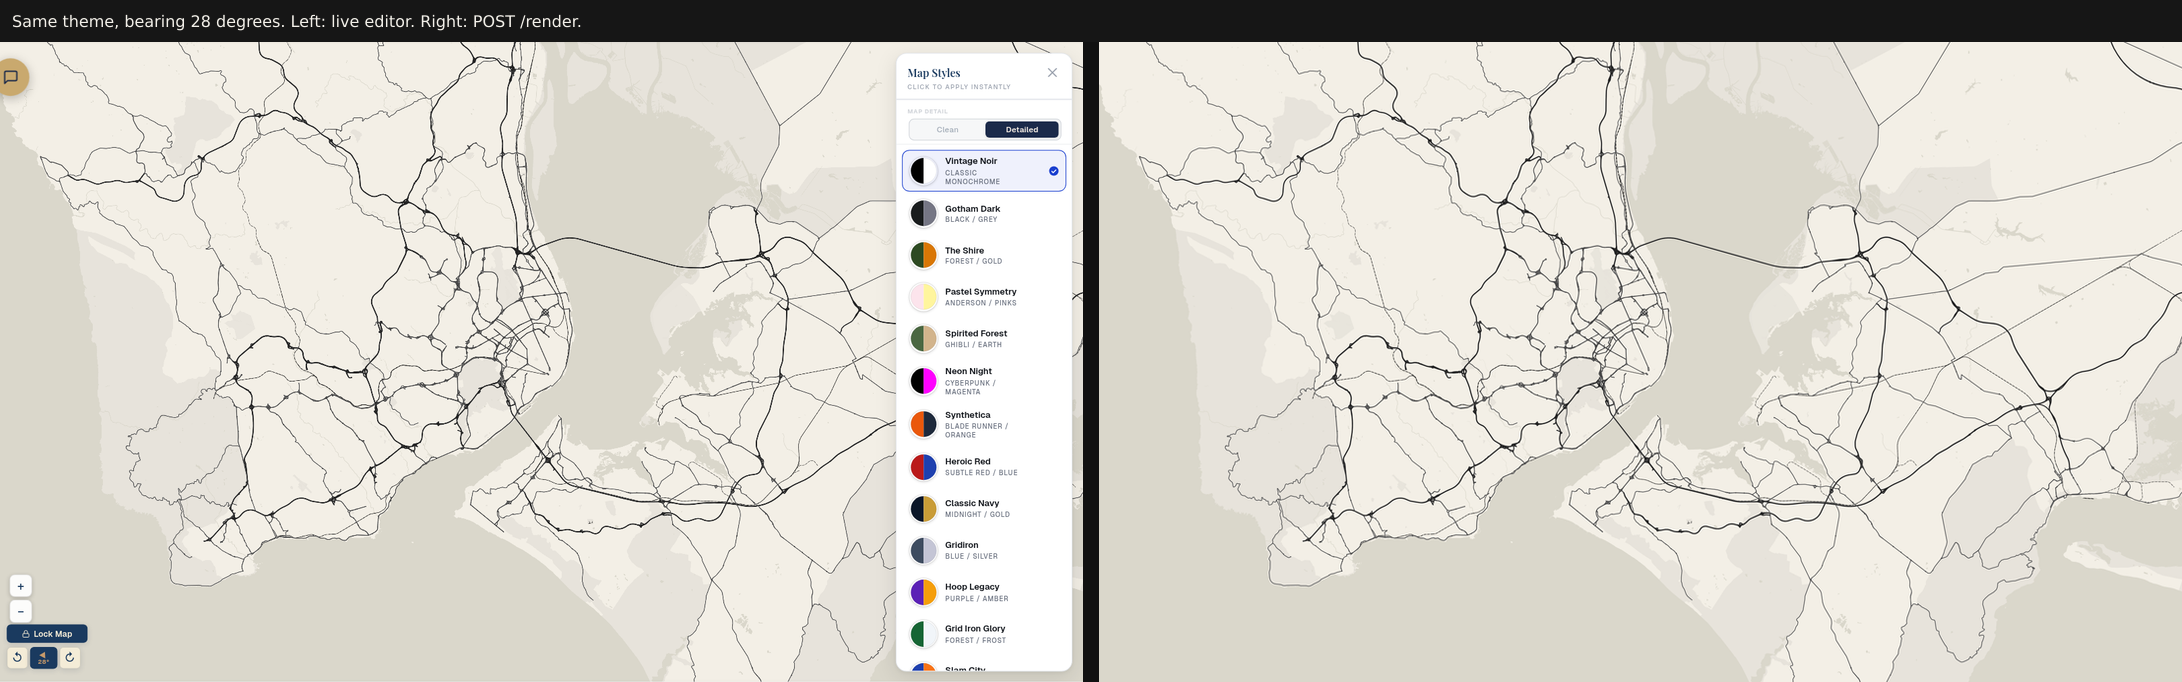 Same theme, bearing 28 degrees. Left: live editor. Right: POST /render.
Map Styles
CLICK TO APPLY INSTANTLY
MAP DETAIL
Clean
Detailed
Vintage Noir
CLASSIC
MONOCHROME
Gotham Dark
BLACK / GREY
The Shire
FOREST / GOLD
Pastel Symmetry
ANDERSON / PINKS
Spirited Forest
GHIBLI / EARTH
Neon Night
CYBERPUNK /
MAGENTA
Synthetica
BLADE RUNNER /
ORANGE
Heroic Red
SUBTLE RED / BLUE
Classic Navy
MIDNIGHT / GOLD
Gridiron
BLUE / SILVER
Hoop Legacy
PURPLE / AMBER
Grid Iron Glory
FOREST / FROST
Slam City
+
−
Lock Map
28°